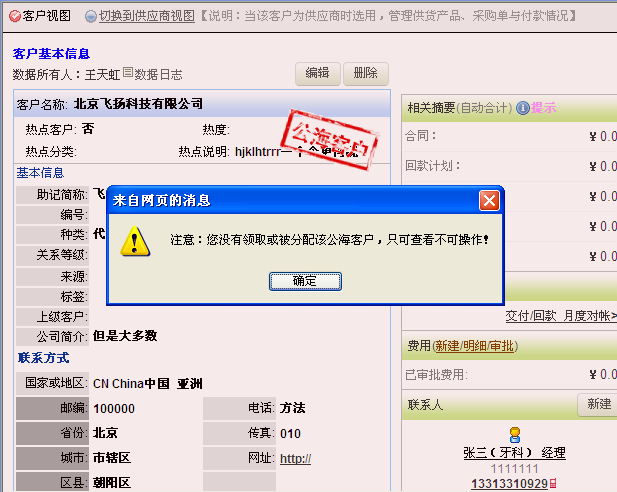 客户视图 切换到供应商视图【说明：当该客户为供应商时选用，管理供货产品、采购单与付款情况】
客户基本信息
数据所有人：王天虹 数据日志 编辑 删除
客户名称: 北京飞扬科技有限公司
热点客户: 否 热度:
公海客户
热点分类: 热点说明: hjklhtrrr一个
基本信息
助记简称: 飞
编号:
种类: 代
关系等级:
来源:
标签:
上级客户:
公司简介: 但是大多数
联系方式
国家或地区: CN China中国 亚洲
邮编: 100000 电话: 方法
省份: 北京 传真: 010
城市: 市辖区 网址: http://
区县: 朝阳区
来自网页的消息
注意：您没有领取或被分配该公海客户，只可查看不可操作!
确定
相关摘要(自动合计) 提示
合同： ¥ 0.0
回款计划： ¥ 0.0
¥ 0.0
¥ 0.0
¥ 0.0
交付/回款 月度对帐>
费用(新建/明细/审批)
已审批费用: ¥ 0.0
联系人 新建
张三（牙科） 经理
1111111
13313310929